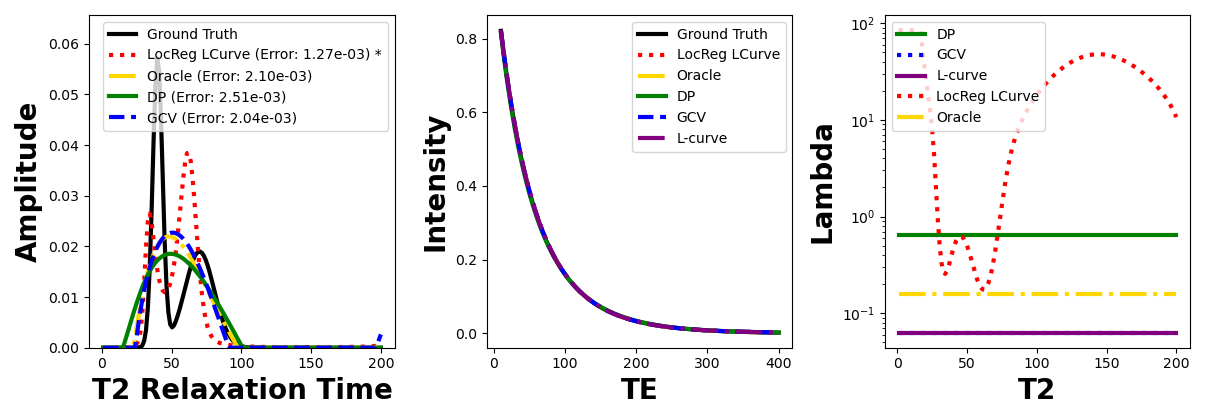 Amplitude
0.06
0.05
0.04
0.03
0.02
0.01
0.00
Ground Truth
LocReg LCurve (Error: 1.27e-03) *
Oracle (Error: 2.10e-03)
DP (Error: 2.51e-03)
GCV (Error: 2.04e-03)
0 50 100 150 200
T2 Relaxation Time
Intensity
0.8
0.6
0.4
0.2
0.0
Ground Truth
LocReg LCurve
Oracle
DP
GCV
L-curve
0 100 200 300 400
TE
Lambda
10²
10¹
10⁰
10⁻¹
DP
GCV
L-curve
LocReg LCurve
Oracle
0 50 100 150 200
T2